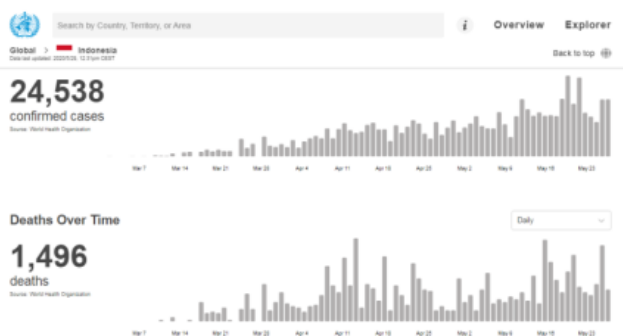 Search by Country, Territory, or Area
i Overview Explorer
Global > Indonesia
Back to top
24,538
confirmed cases
Source: World Health Organization
Mar 7 Mar 14 Mar 21 Mar 28 Apr 4 Apr 11 Apr 18 Apr 25 May 2 May 9 May 16 May 23
Deaths Over Time
Daily
1,496
deaths
Source: World Health Organization
Mar 7 Mar 14 Mar 21 Mar 28 Apr 4 Apr 11 Apr 18 Apr 25 May 2 May 9 May 16 May 23